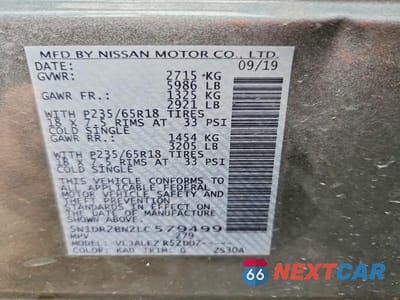 MFD BY NISSAN MOTOR CO., LTD.
DATE: 09/19
GVWR: 2715 KG
5986 LB
GAWR FR.: 1325 KG
2921 LB
WITH P235/65R18 TIRES
18 X 7.5 RIMS AT 33 PSI
COLD SINGLE
GAWR RR.: 1454 KG
3205 LB
WITH P235/65R18 TIRES
18 X 7.5 RIMS AT 33 PSI
COLD SINGLE
THIS VEHICLE CONFORMS TO
ALL APPLICABLE FEDERAL
MOTOR VEHICLE SAFETY AND
THEFT PREVENTION
STANDARDS IN EFFECT ON
THE DATE OF MANUFACTURE
SHOWN ABOVE.
5N1DR2BN2LC579499
MPV 279
MODEL:
COLOR: KAD TRIM: G 2530A
66 NEXTCAR